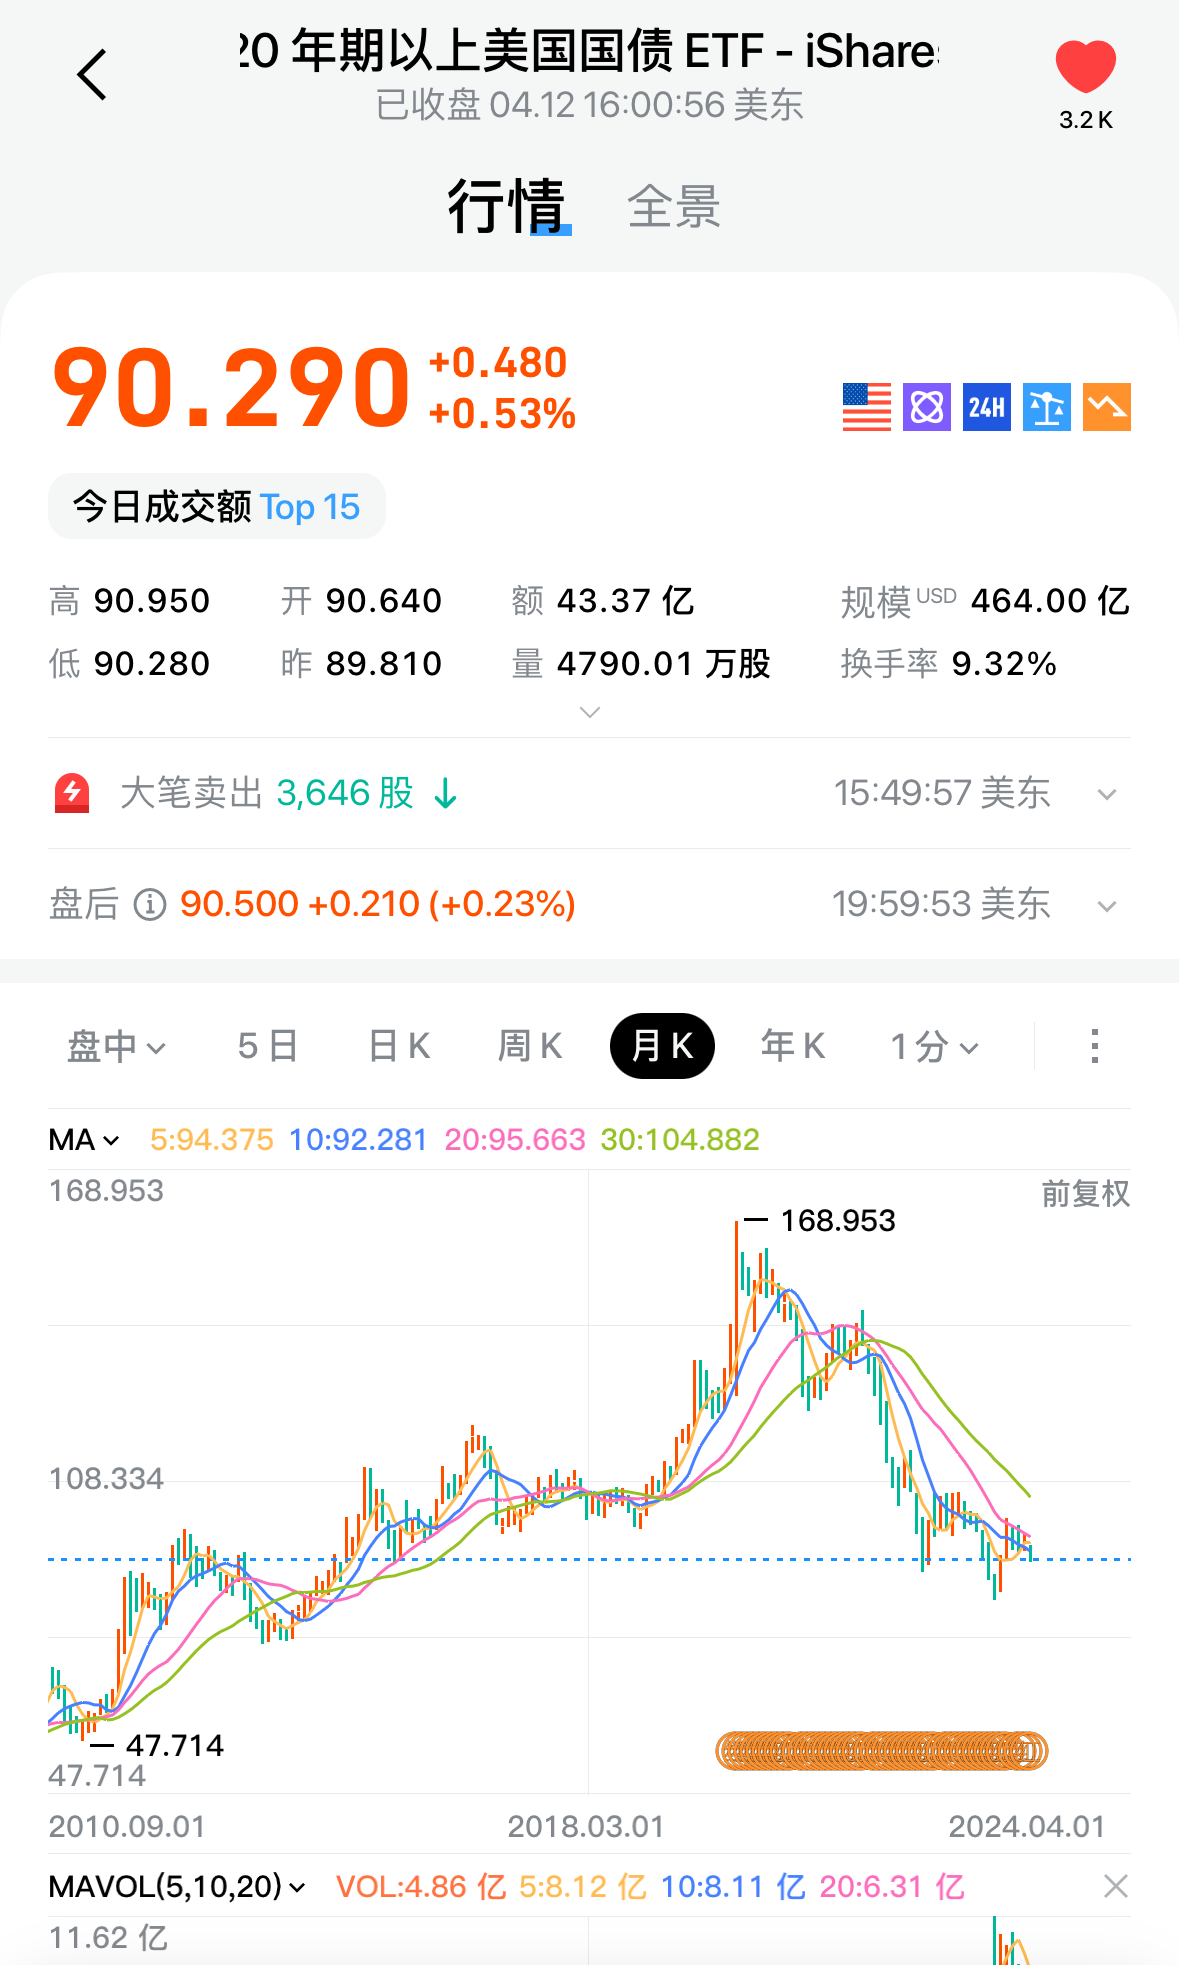 20 年期以上美国国债 ETF - iShares
已收盘 04.12 16:00:56 美东
3.2 K
行情 全景
90.290 +0.480
+0.53%
24H
今日成交额 Top 15
高 90.950 开 90.640 额 43.37 亿 规模 USD 464.00 亿
低 90.280 昨 89.810 量 4790.01 万股 换手率 9.32%
大笔卖出 3,646 股 15:49:57 美东
盘后 90.500 +0.210 (+0.23%) 19:59:53 美东
盘中 5 日 日 K 周 K 月 K 年 K 1 分
MA 5:94.375 10:92.281 20:95.663 30:104.882
168.953 前复权
168.953
108.334
47.714
47.714
2010.09.01 2018.03.01 2024.04.01
MAVOL(5,10,20) VOL:4.86 亿 5:8.12 亿 10:8.11 亿 20:6.31 亿
11.62 亿